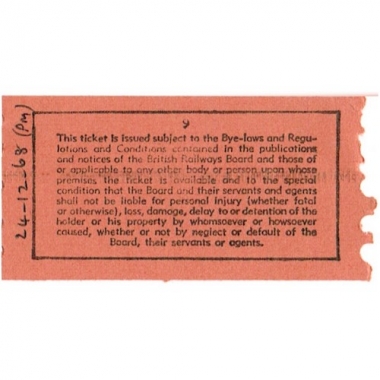 24-12-68 (PM)
This ticket is issued subject to the Bye-laws and Regu-
lations and Conditions contained in the publications
and notices of the British Railways Board and those of
or applicable to any other body or person upon whose
premises the ticket is available and to the special
condition that the Board and their servants and agents
shall not be liable for personal injury (whether fatal
or otherwise), loss, damage, delay to or detention of the
holder or his property by whomsoever or howsoever
caused, whether or not by neglect or default of the
Board, their servants or agents.